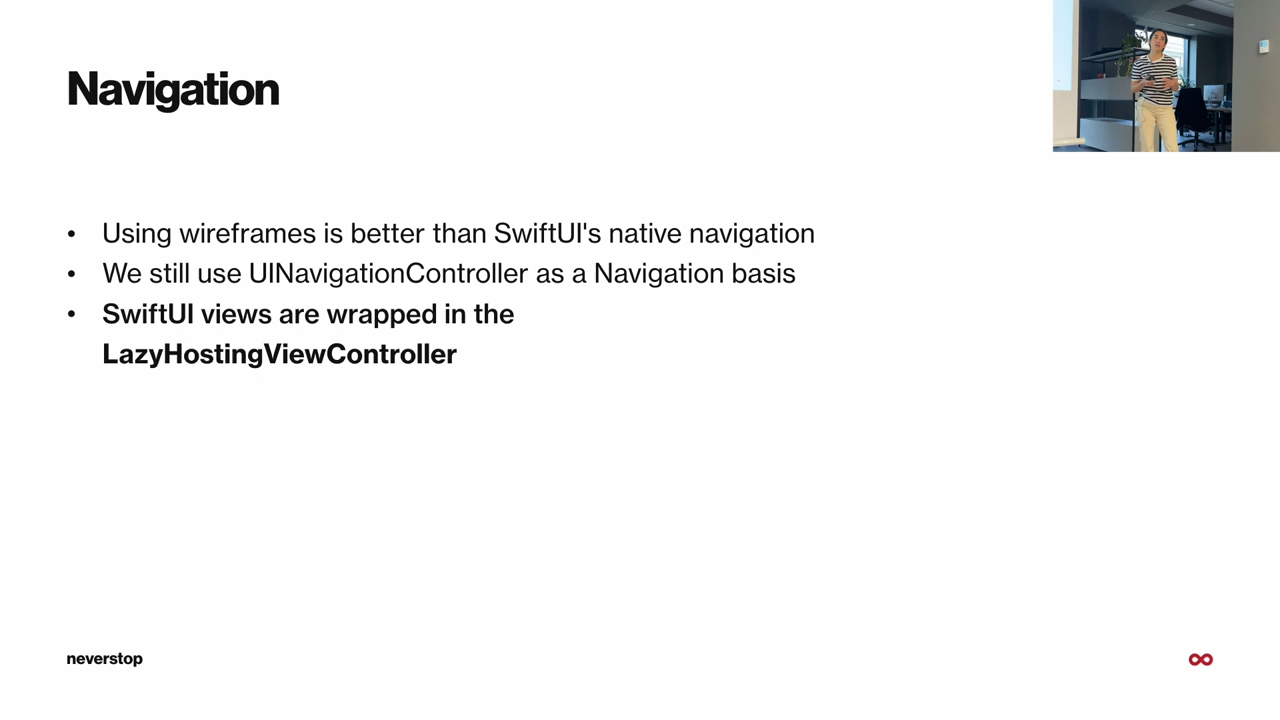 Navigation
• Using wireframes is better than SwiftUI's native navigation
• We still use UINavigationController as a Navigation basis
• SwiftUI views are wrapped in the
LazyHostingViewController
neverstop